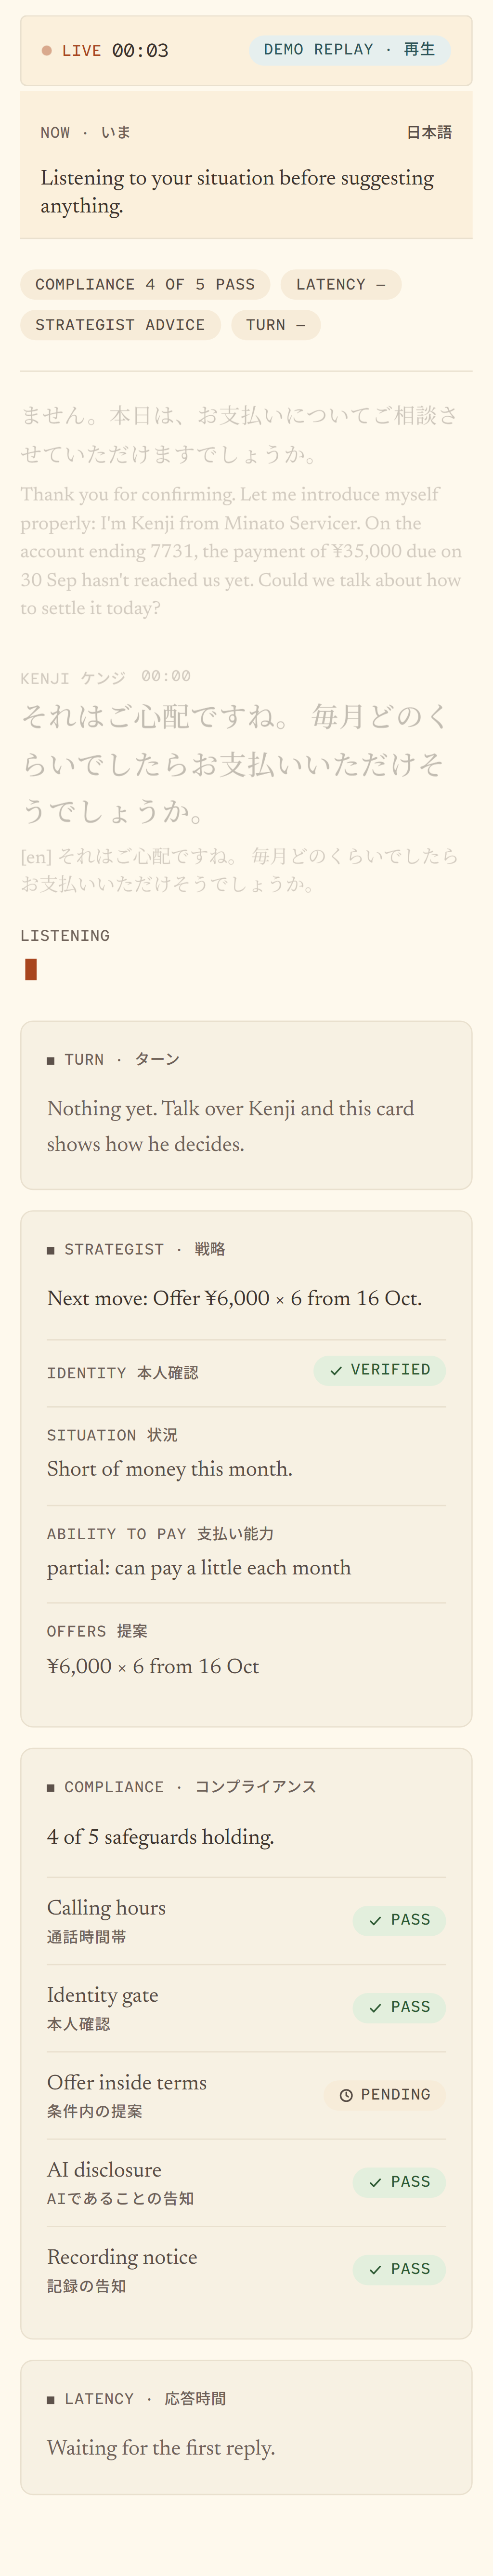 LIVE 00:03
DEMO REPLAY · 再生
NOW · いま
日本語
Listening to your situation before suggesting
anything.
COMPLIANCE 4 OF 5 PASS
LATENCY —
STRATEGIST ADVICE
TURN —
ません。本日は、お支払いについてご相談さ
せていただけますでしょうか。
Thank you for confirming. Let me introduce myself
properly: I'm Kenji from Minato Servicer. On the
account ending 7731, the payment of ¥35,000 due on
30 Sep hasn't reached us yet. Could we talk about how
to settle it today?
KENJI ケンジ 00:00
それはご心配ですね。 毎月どのく
らいでしたらお支払いいただけそ
うでしょうか。
[en] それはご心配ですね。 毎月どのくらいでしたら
お支払いいただけそうでしょうか。
LISTENING
TURN · ターン
Nothing yet. Talk over Kenji and this card
shows how he decides.
STRATEGIST · 戦略
Next move: Offer ¥6,000 × 6 from 16 Oct.
IDENTITY 本人確認
VERIFIED
SITUATION 状況
Short of money this month.
ABILITY TO PAY 支払い能力
partial: can pay a little each month
OFFERS 提案
¥6,000 × 6 from 16 Oct
COMPLIANCE · コンプライアンス
4 of 5 safeguards holding.
Calling hours
通話時間帯
PASS
Identity gate
本人確認
PASS
Offer inside terms
条件内の提案
PENDING
AI disclosure
AIであることの告知
PASS
Recording notice
記録の告知
PASS
LATENCY · 応答時間
Waiting for the first reply.